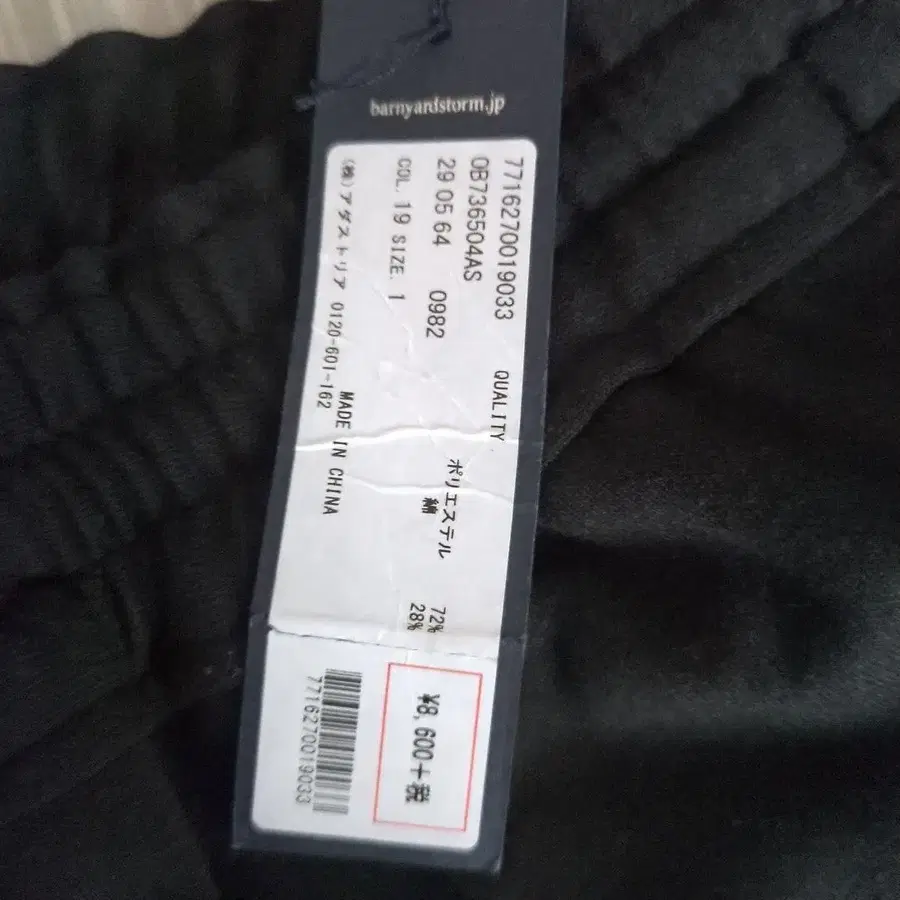 barnyardstorm.jp
7716270019033
0B736504AS
29 05 64 0982
COL. 19 SIZE. 1
QUALITY
ポリエステル 72%
綿 28%
MADE IN CHINA
(株)アダストリア 0120-601-162
¥8,600+税
7716270019033